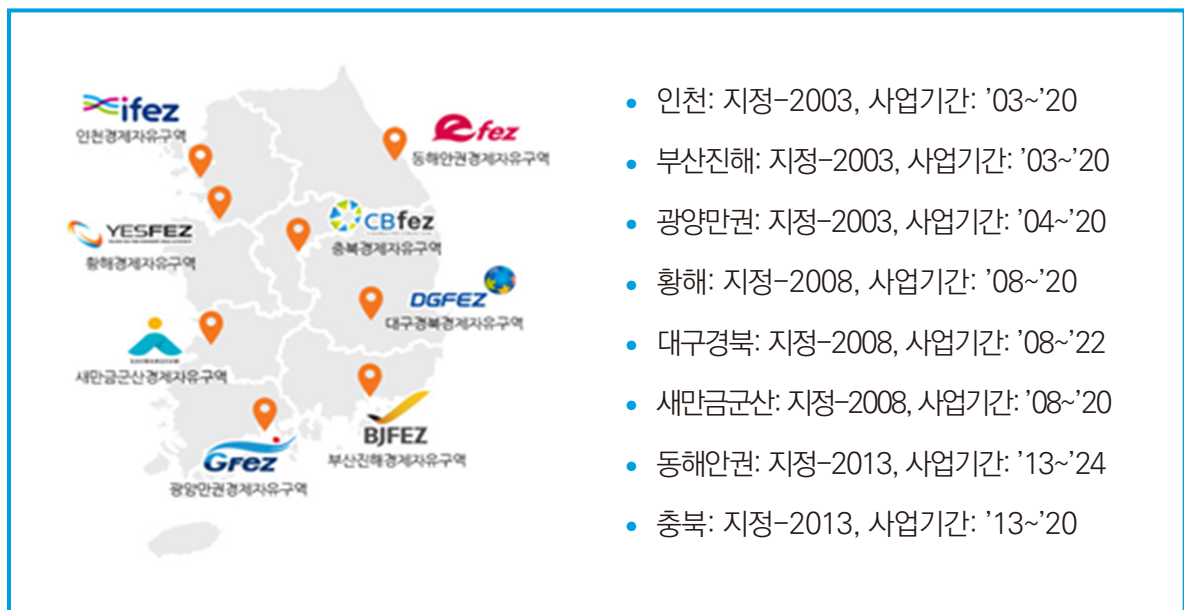 ifez
인천경제자유구역
efez
동해안권경제자유구역
YESFEZ
황해경제자유구역
CBfez
충북경제자유구역
DGFEZ
대구경북경제자유구역
새만금군산경제자유구역
BJFEZ
부산진해경제자유구역
GFEZ
광양만권경제자유구역
• 인천: 지정-2003, 사업기간: ’03~’20
• 부산진해: 지정-2003, 사업기간: ’03~’20
• 광양만권: 지정-2003, 사업기간: ’04~’20
• 황해: 지정-2008, 사업기간: ’08~’20
• 대구경북: 지정-2008, 사업기간: ’08~’22
• 새만금군산: 지정-2008, 사업기간: ’08~’20
• 동해안권: 지정-2013, 사업기간: ’13~’24
• 충북: 지정-2013, 사업기간: ’13~’20